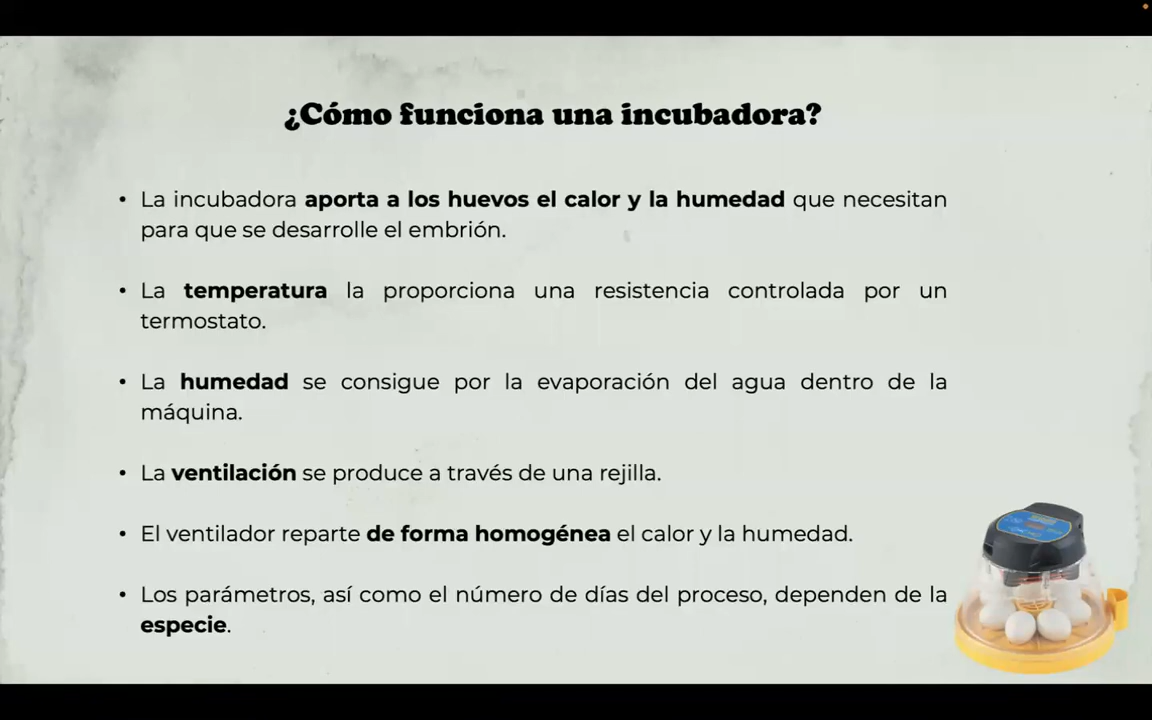 ¿Cómo funciona una incubadora?
• La incubadora aporta a los huevos el calor y la humedad que necesitan
para que se desarrolle el embrión.
• La temperatura la proporciona una resistencia controlada por un
termostato.
• La humedad se consigue por la evaporación del agua dentro de la
máquina.
• La ventilación se produce a través de una rejilla.
• El ventilador reparte de forma homogénea el calor y la humedad.
• Los parámetros, así como el número de días del proceso, dependen de la
especie.